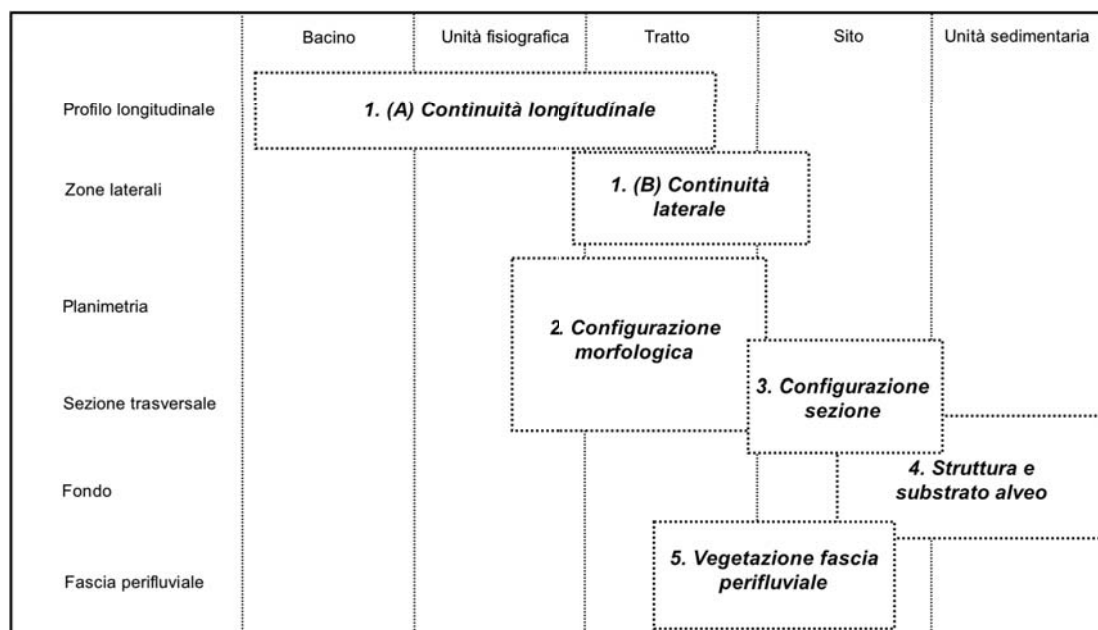 Bacino
Unità fisiografica
Tratto
Sito
Unità sedimentaria
Profilo longitudinale
1. (A) Continuità longitudinale
Zone laterali
1. (B) Continuità
laterale
Planimetria
2. Configurazione
morfologica
Sezione trasversale
3. Configurazione
sezione
Fondo
4. Struttura e
substrato alveo
Fascia perifluviale
5. Vegetazione fascia
perifluviale